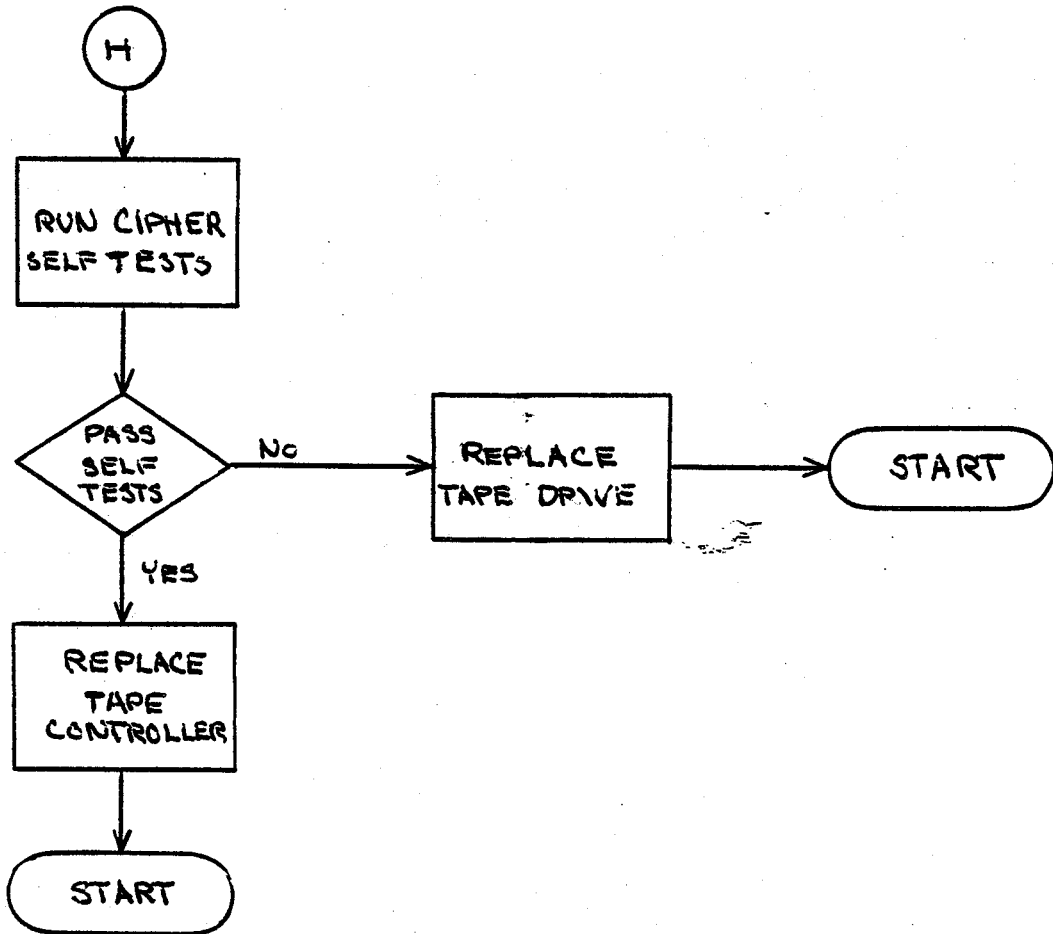 H
RUN CIPHER
SELF TESTS
PASS
SELF
TESTS
NO
REPLACE
TAPE DRIVE
START
YES
REPLACE
TAPE
CONTROLLER
START